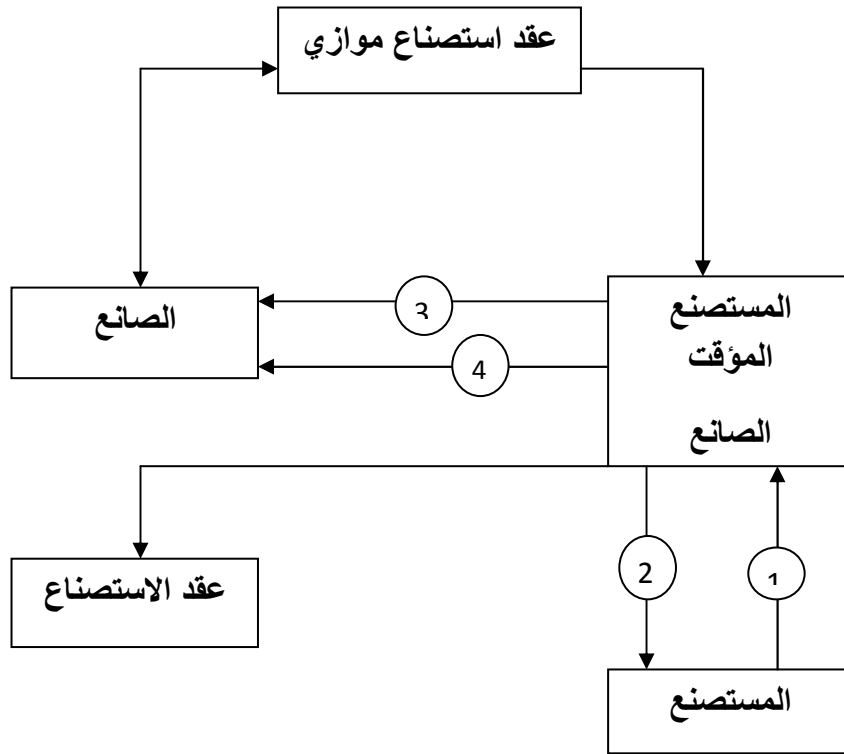 عقد استصناع موازي
الصانع
المستصنع
المؤقت
الصانع
3
4
عقد الاستصناع
2
1
المستصنع